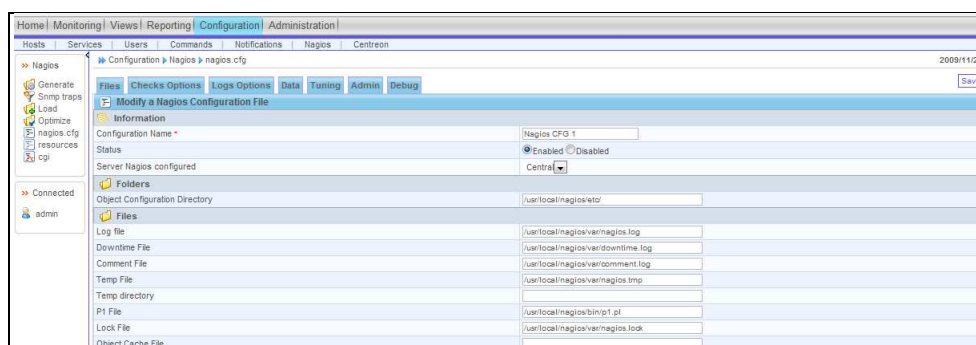 Home | Monitoring | Views | Reporting | Configuration | Administration |
Hosts | Services | Users | Commands | Notifications | Nagios | Centreon
Nagios
Generate
Snmp traps
Load
Optimize
nagios.cfg
resources
cgi
Connected
admin
Configuration Nagios nagios.cfg
2009/11/2
Files Checks Options Logs Options Data Tuning Admin Debug
Sav
Modify a Nagios Configuration File
Information
Configuration Name * Nagios CFG 1
Status Enabled Disabled
Server Nagios configured Central
Folders
Object Configuration Directory /usr/local/nagios/etc/
Files
Log file /usr/local/nagios/var/nagios.log
Downtime File /usr/local/nagios/var/downtime.log
Comment File /usr/local/nagios/var/comment.log
Temp File /usr/local/nagios/var/nagios.tmp
Temp directory
P1 File /usr/local/nagios/bin/p1.pl
Lock File /usr/local/nagios/var/nagios.lock
Object Cache File